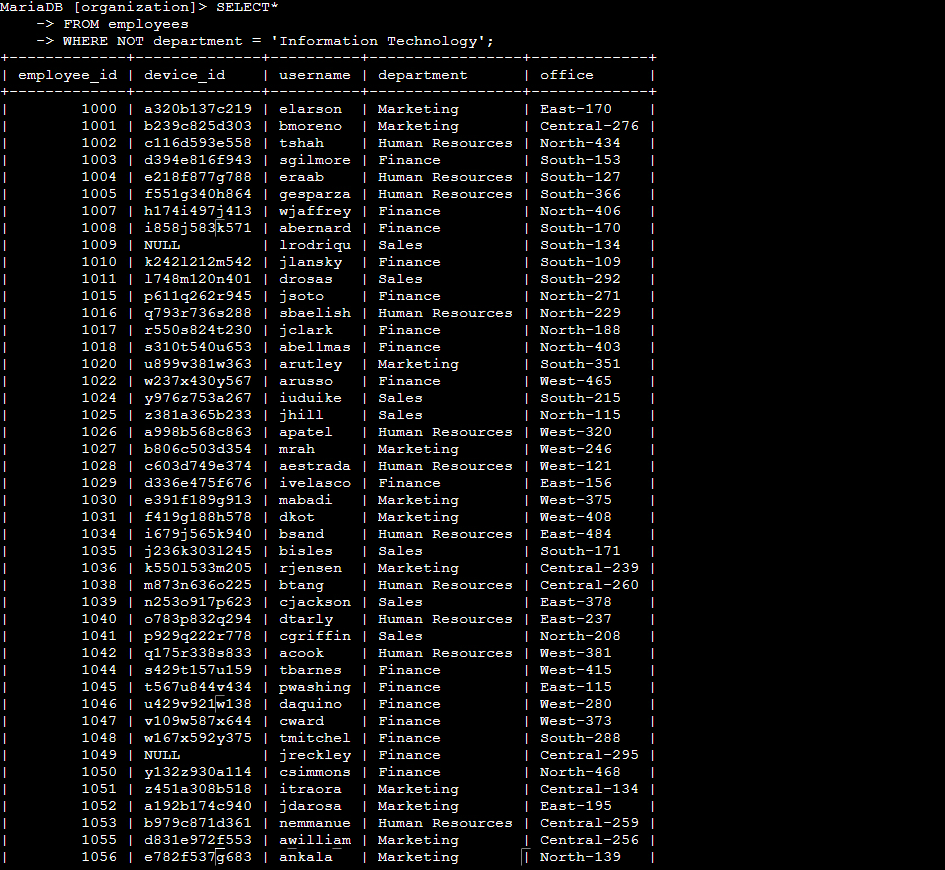 MariaDB [organization]> SELECT*
-> FROM employees
-> WHERE NOT department = 'Information Technology';
+-------------+--------------+----------+-----------------+-------------+
| employee_id | device_id | username | department | office |
+-------------+--------------+----------+-----------------+-------------+
| 1000 | a320b137c219 | elarson | Marketing | East-170 |
| 1001 | b239c825d303 | bmoreno | Marketing | Central-276 |
| 1002 | c116d593e558 | tshah | Human Resources | North-434 |
| 1003 | d394e816f943 | sgilmore | Finance | South-153 |
| 1004 | e218f877g788 | eraab | Human Resources | South-127 |
| 1005 | f551g340h864 | gesparza | Human Resources | South-366 |
| 1007 | h174i497j413 | wjaffrey | Finance | North-406 |
| 1008 | i858j583k571 | abernard | Finance | South-170 |
| 1009 | NULL | lrodriqu | Sales | South-134 |
| 1010 | k242l212m542 | jlansky | Finance | South-109 |
| 1011 | l748m120n401 | drosas | Sales | South-292 |
| 1015 | p611q262r945 | jsoto | Finance | North-271 |
| 1016 | q793r736s288 | sbaelish | Human Resources | North-229 |
| 1017 | r550s824t230 | jclark | Finance | North-188 |
| 1018 | s310t540u653 | abellmas | Finance | North-403 |
| 1020 | u899v381w363 | arutley | Marketing | South-351 |
| 1022 | w237x430y567 | arusso | Finance | West-465 |
| 1024 | y976z753a267 | iuduike | Sales | South-215 |
| 1025 | z381a365b233 | jhill | Sales | North-115 |
| 1026 | a998b568c863 | apatel | Human Resources | West-320 |
| 1027 | b806c503d354 | mrah | Marketing | West-246 |
| 1028 | c603d749e374 | aestrada | Human Resources | West-121 |
| 1029 | d336e475f676 | ivelasco | Finance | East-156 |
| 1030 | e391f189g913 | mabadi | Marketing | West-375 |
| 1031 | f419g188h578 | dkot | Marketing | West-408 |
| 1034 | i679j565k940 | bsand | Human Resources | East-484 |
| 1035 | j236k303l245 | bisles | Sales | South-171 |
| 1036 | k550l533m205 | rjensen | Marketing | Central-239 |
| 1038 | m873n636o225 | btang | Human Resources | Central-260 |
| 1039 | n253o917p623 | cjackson | Sales | East-378 |
| 1040 | o783p832q294 | dtarly | Human Resources | East-237 |
| 1041 | p929q222r778 | cgriffin | Sales | North-208 |
| 1042 | q175r338s833 | acook | Human Resources | West-381 |
| 1044 | s429t157u159 | tbarnes | Finance | West-415 |
| 1045 | t567u844v434 | pwashing | Finance | East-115 |
| 1046 | u429v921w138 | daquino | Finance | West-280 |
| 1047 | v109w587x644 | cward | Finance | West-373 |
| 1048 | w167x592y375 | tmitchel | Finance | South-288 |
| 1049 | NULL | jreckley | Finance | Central-295 |
| 1050 | y132z930a114 | csimmons | Finance | North-468 |
| 1051 | z451a308b518 | itraora | Marketing | Central-134 |
| 1052 | a192b174c940 | jdarosa | Marketing | East-195 |
| 1053 | b979c871d361 | nemmanue | Human Resources | Central-259 |
| 1055 | d831e972f553 | awilliam | Marketing | Central-256 |
| 1056 | e782f537g683 | ankala | Marketing | North-139 |